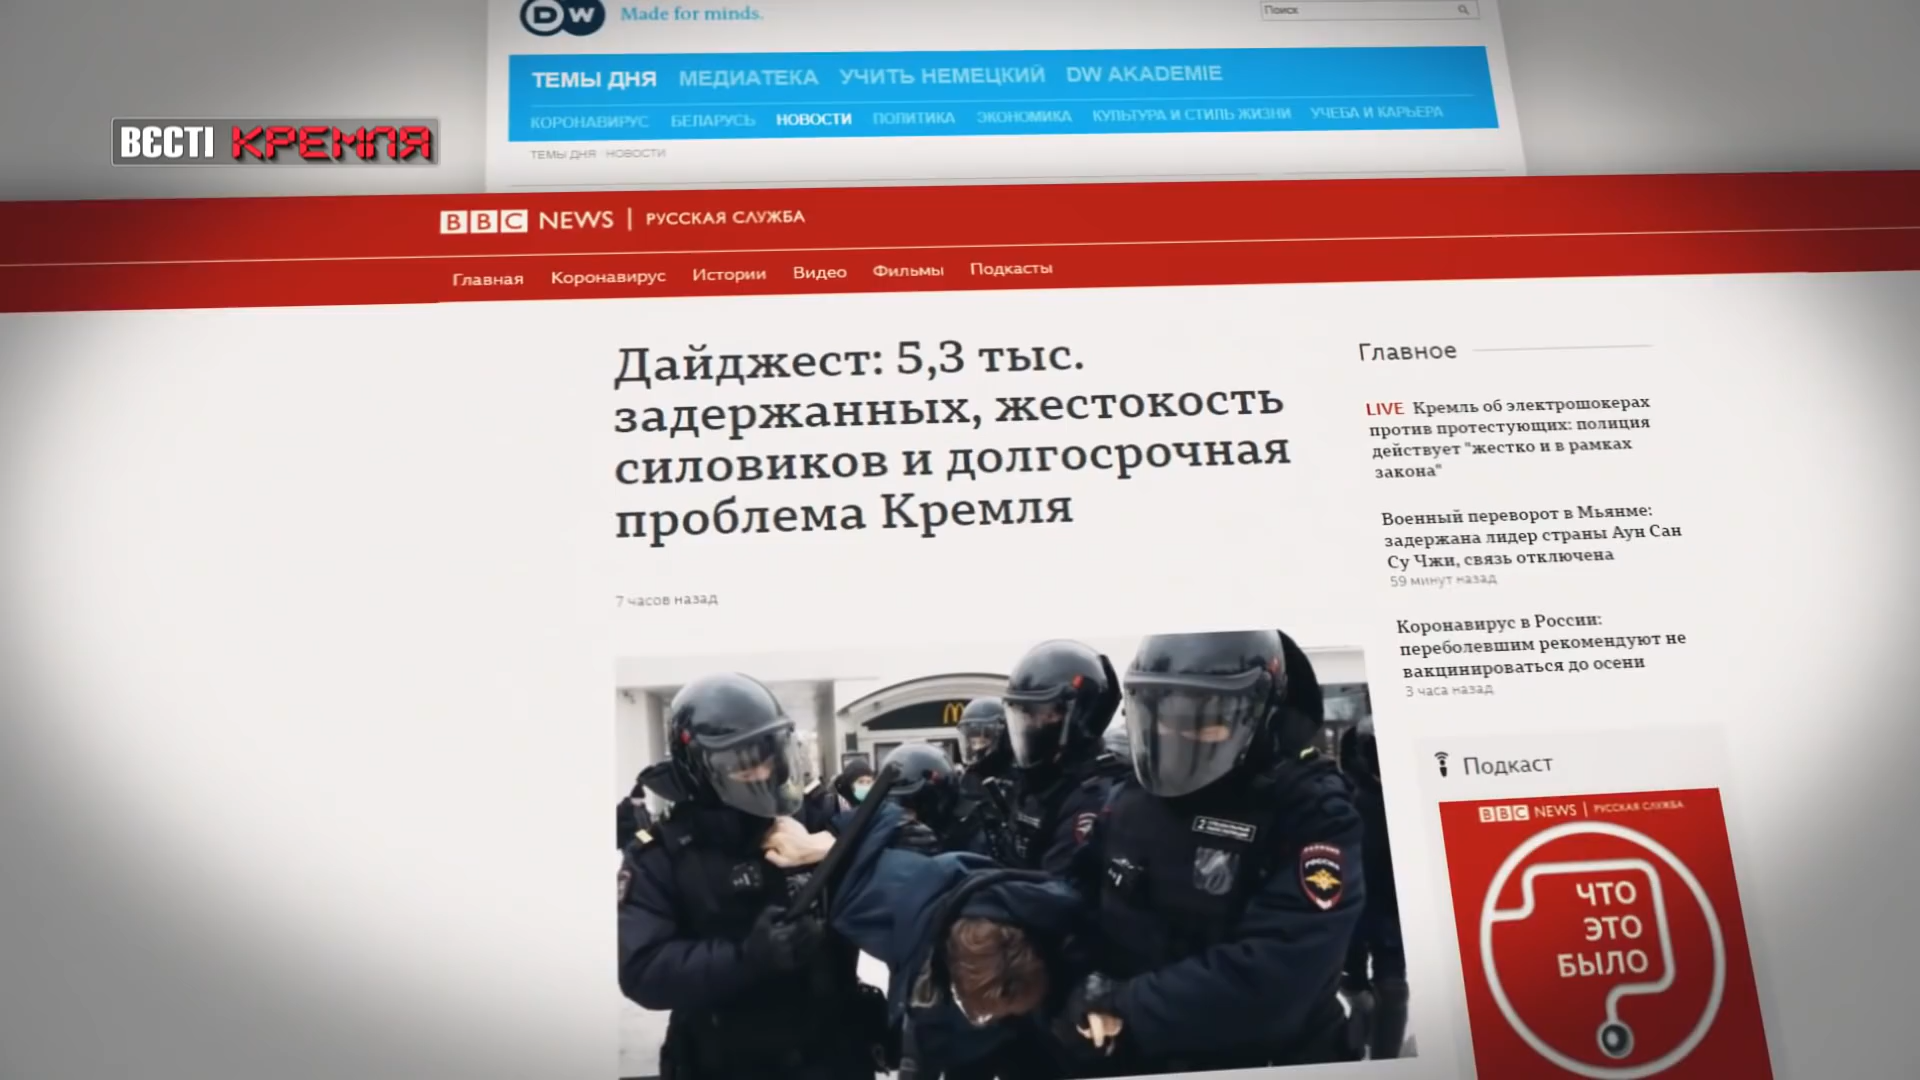 DW Made for minds.
Поиск
ТЕМЫ ДНЯ МЕДИАТЕКА УЧИТЬ НЕМЕЦКИЙ DW AKADEMIE
КОРОНАВИРУС БЕЛАРУСЬ НОВОСТИ ПОЛИТИКА ЭКОНОМИКА КУЛЬТУРА И СТИЛЬ ЖИЗНИ УЧЕБА И КАРЬЕРА
ТЕМЫ ДНЯ НОВОСТИ
ВЄСТІ КРЕМЛЯ
BBC NEWS | РУССКАЯ СЛУЖБА
Главная Коронавирус Истории Видео Фильмы Подкасты
Дайджест: 5,3 тыс.
задержанных, жестокость
силовиков и долгосрочная
проблема Кремля
7 часов назад
Главное
LIVE Кремль об электрошокерах
против протестующих: полиция
действует "жестко и в рамках
закона"
Военный переворот в Мьянме:
задержана лидер страны Аун Сан
Су Чжи, связь отключена
59 минут назад
Коронавирус в России:
переболевшим рекомендуют не
вакцинироваться до осени
3 часа назад
Подкаст
BBC NEWS | РУССКАЯ СЛУЖБА
ЧТО
ЭТО
БЫЛО
РОССИЯ